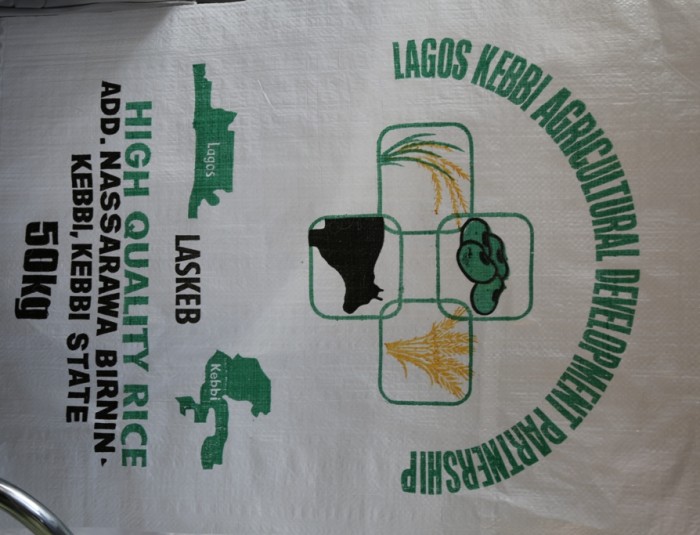 LAGOS KEBBI AGRICULTURAL DEVELOPMENT PARTNERSHIP
Lagos
LASKEB
Kebbi
HIGH QUALITY RICE
ADD. NASSARAWA BIRNIN-
KEBBI, KEBBI STATE
50kg